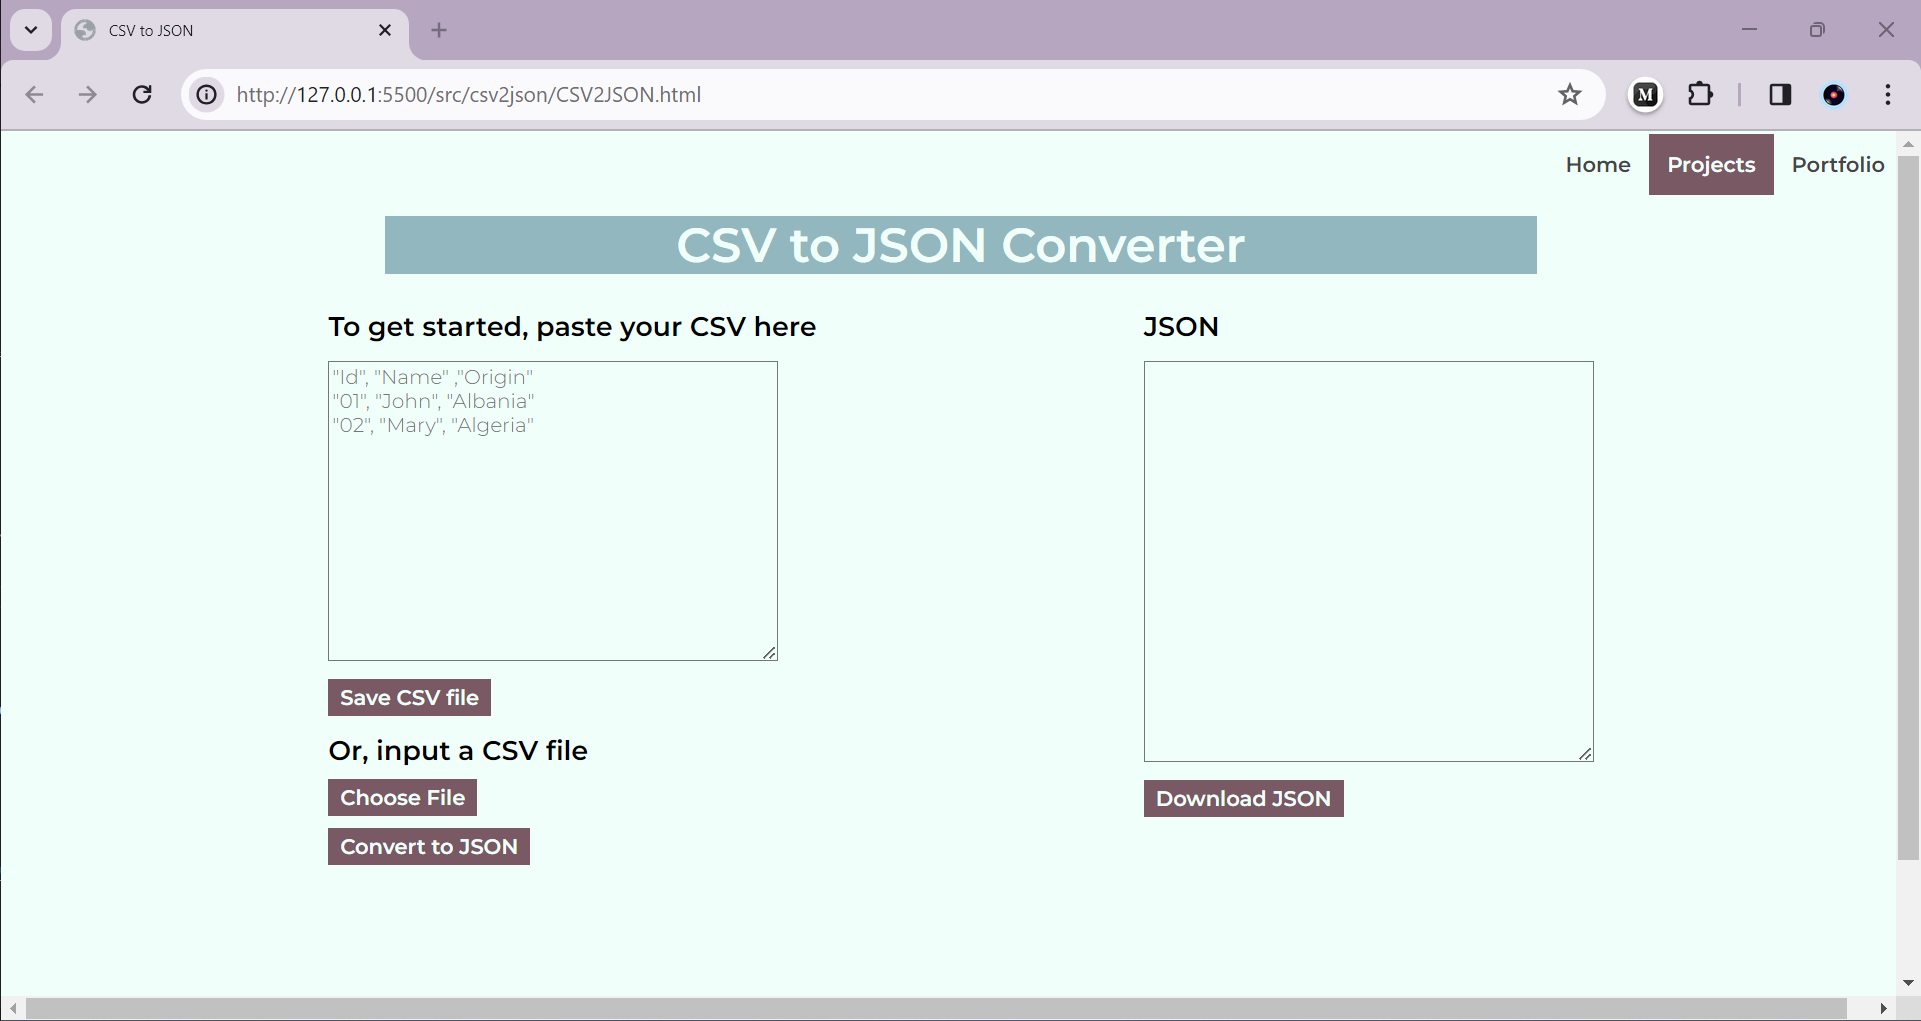 CSV to JSON
http://127.0.0.1:5500/src/csv2json/CSV2JSON.html
M
Home Projects Portfolio
CSV to JSON Converter
To get started, paste your CSV here
"Id", "Name" ,"Origin"
"01", "John", "Albania"
"02", "Mary", "Algeria"
Save CSV file
Or, input a CSV file
Choose File
Convert to JSON
JSON
Download JSON